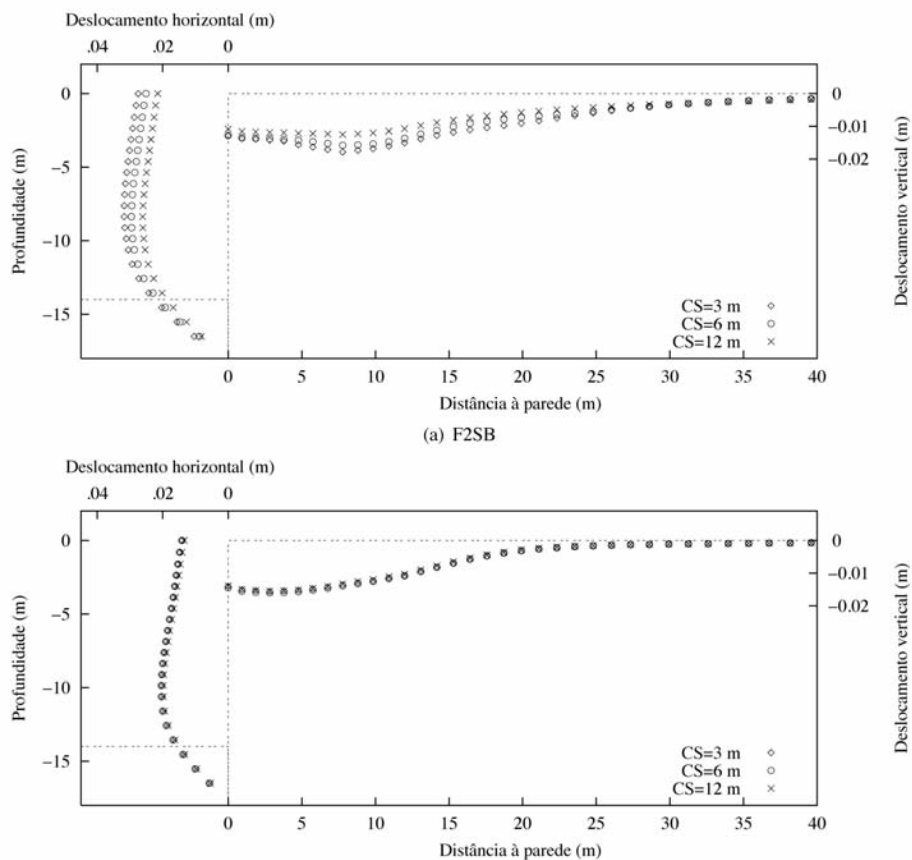 Deslocamento horizontal (m)
.04 .02 0
0
−5
−10
−15
Profundidade (m)
0
−0.01
−0.02
Deslocamento vertical (m)
CS=3 m
CS=6 m
CS=12 m
0 5 10 15 20 25 30 35 40
Distância à parede (m)
(a) F2SB
Deslocamento horizontal (m)
.04 .02 0
0
−5
−10
−15
Profundidade (m)
0
−0.01
−0.02
Deslocamento vertical (m)
CS=3 m
CS=6 m
CS=12 m
0 5 10 15 20 25 30 35 40
Distância à parede (m)